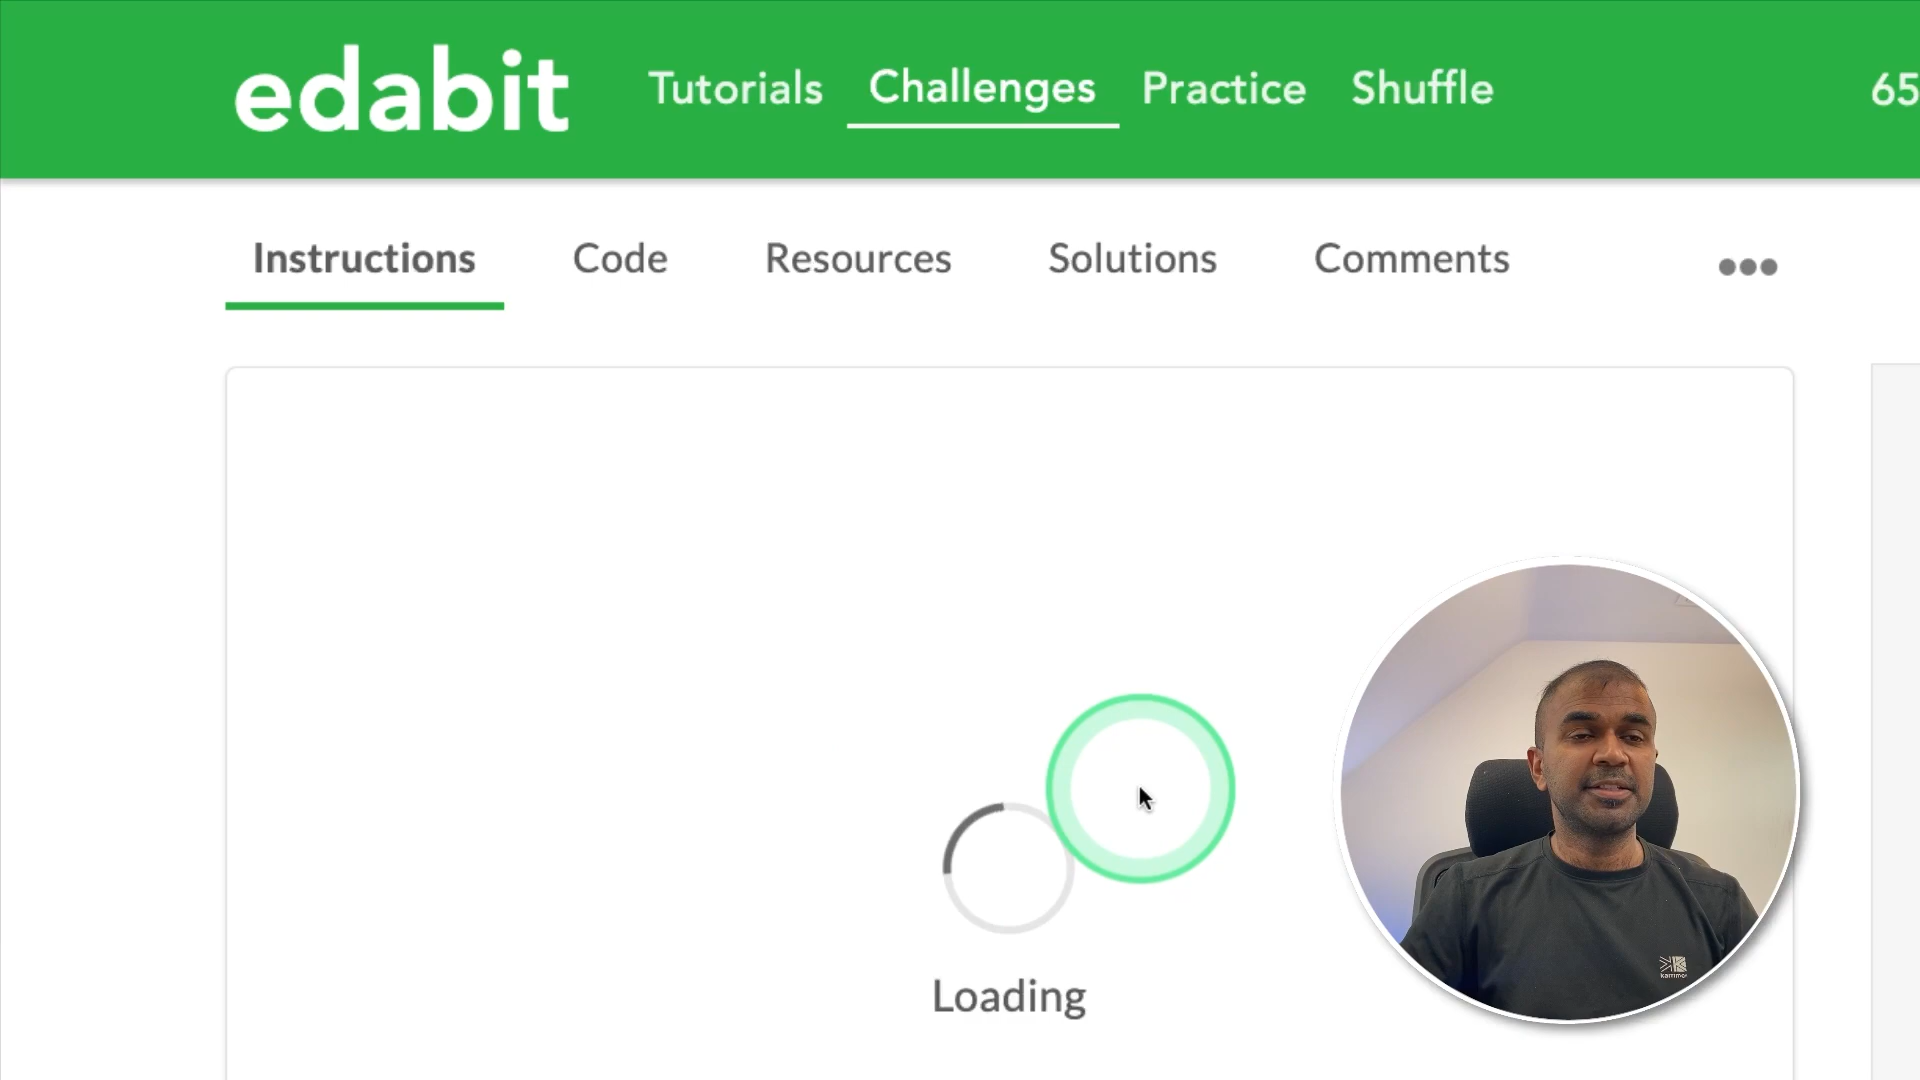 edabit Tutorials Challenges Practice Shuffle 65
Instructions Code Resources Solutions Comments
Loading